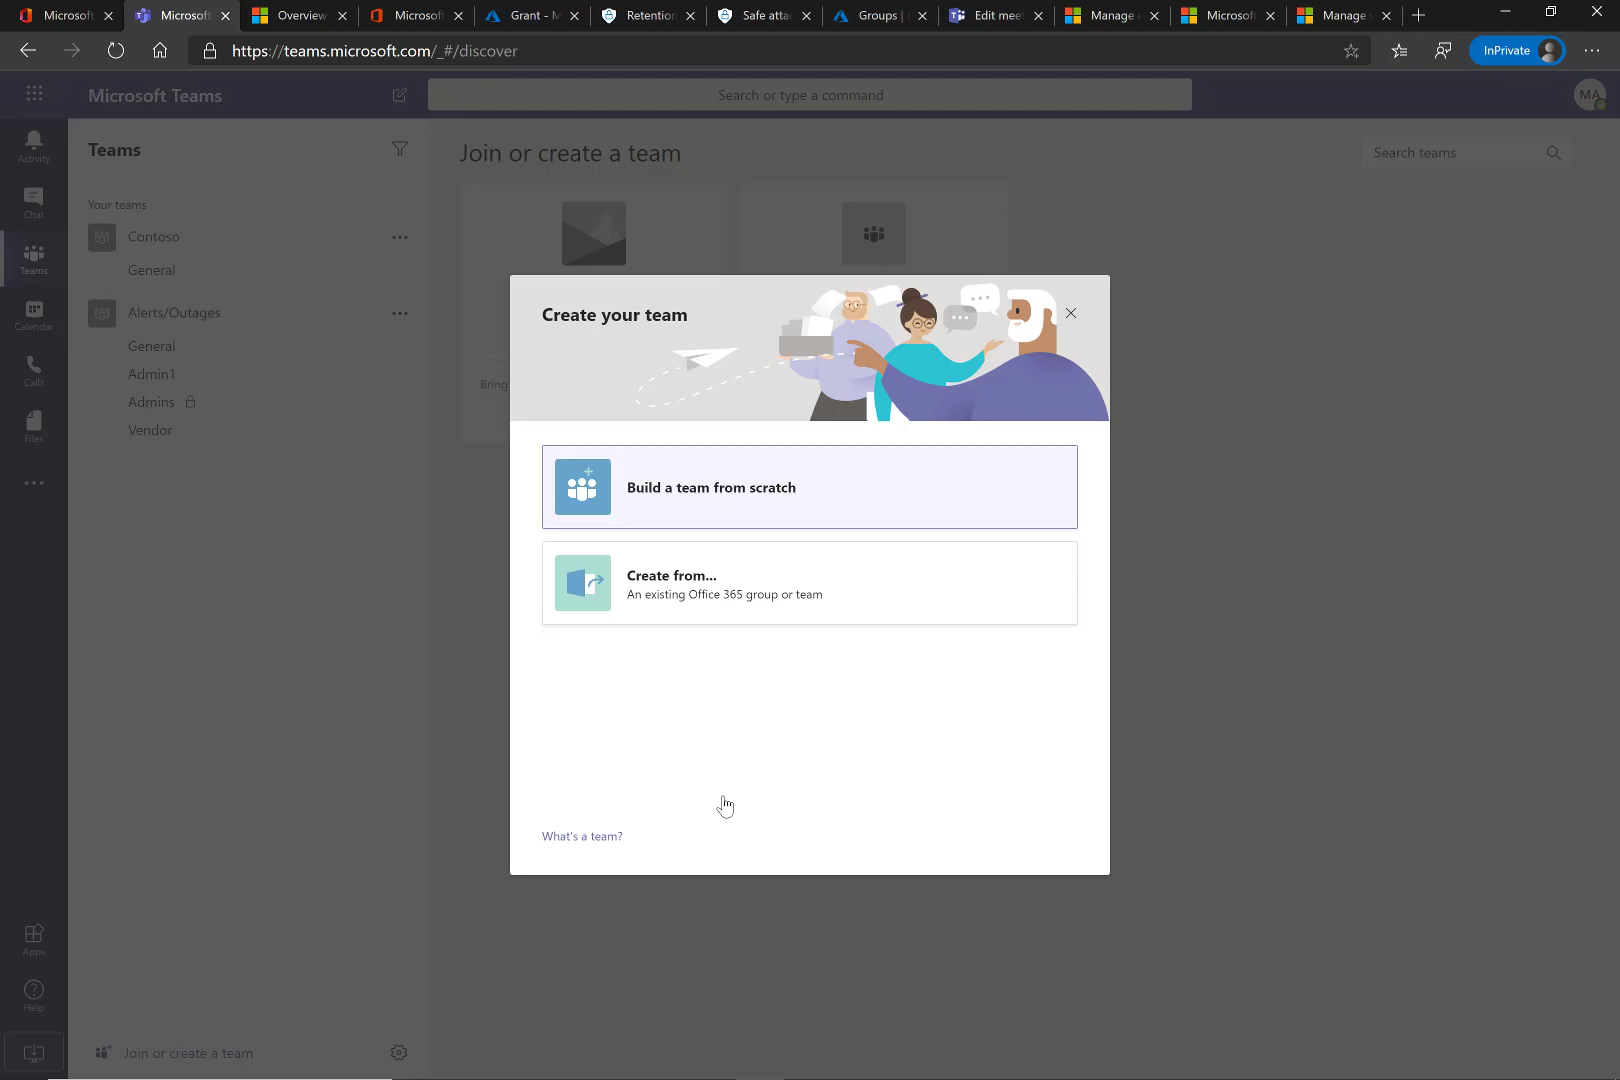 Microsoft
Microsoft
Overview
Microsoft
Grant - M
Retention
Safe atta
Groups |
Edit mee
Manage
Microsoft
Manage
https://teams.microsoft.com/_#/discover
InPrivate
Microsoft Teams
Search or type a command
MA
Activity
Chat
Teams
Calendar
Calls
Files
Apps
Help
Teams
Your teams
Contoso
General
Alerts/Outages
General
Admin1
Admins
Vendor
Join or create a team
Join or create a team
Search teams
Bring
Create your team
Build a team from scratch
Create from...
An existing Office 365 group or team
What's a team?